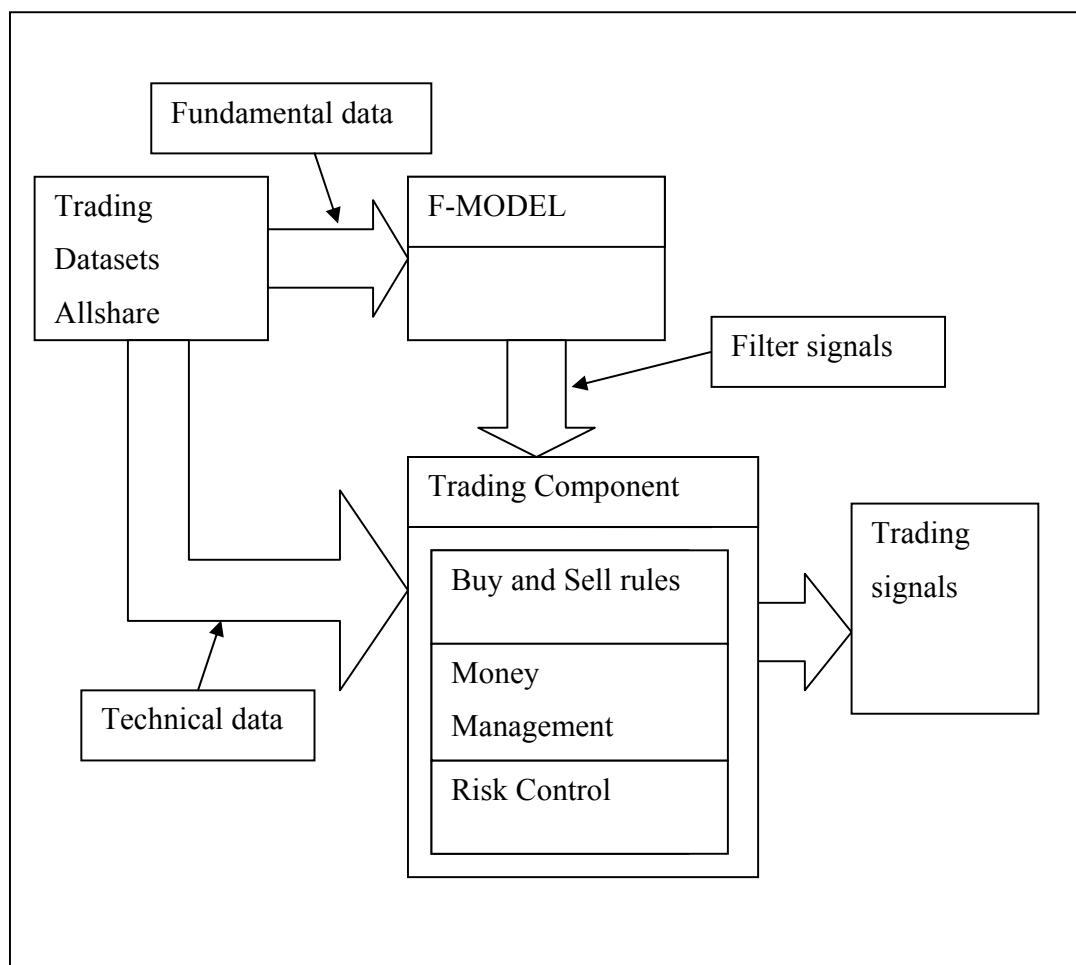 Fundamental data
Trading
Datasets
Allshare
F-MODEL
Filter signals
Trading Component
Buy and Sell rules
Money
Management
Risk Control
Trading
signals
Technical data